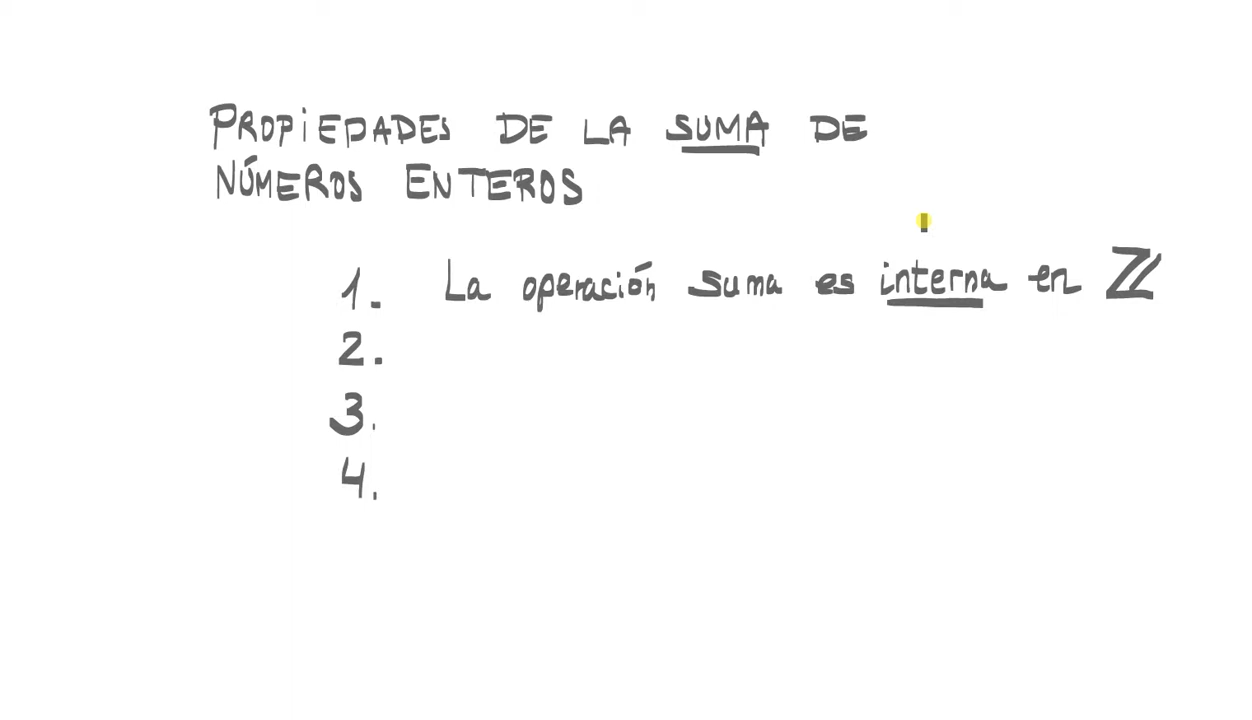 PROPIEDADES DE LA SUMA DE
NÚMEROS ENTEROS
1. La operación suma es interna en ℤ
2.
3.
4.